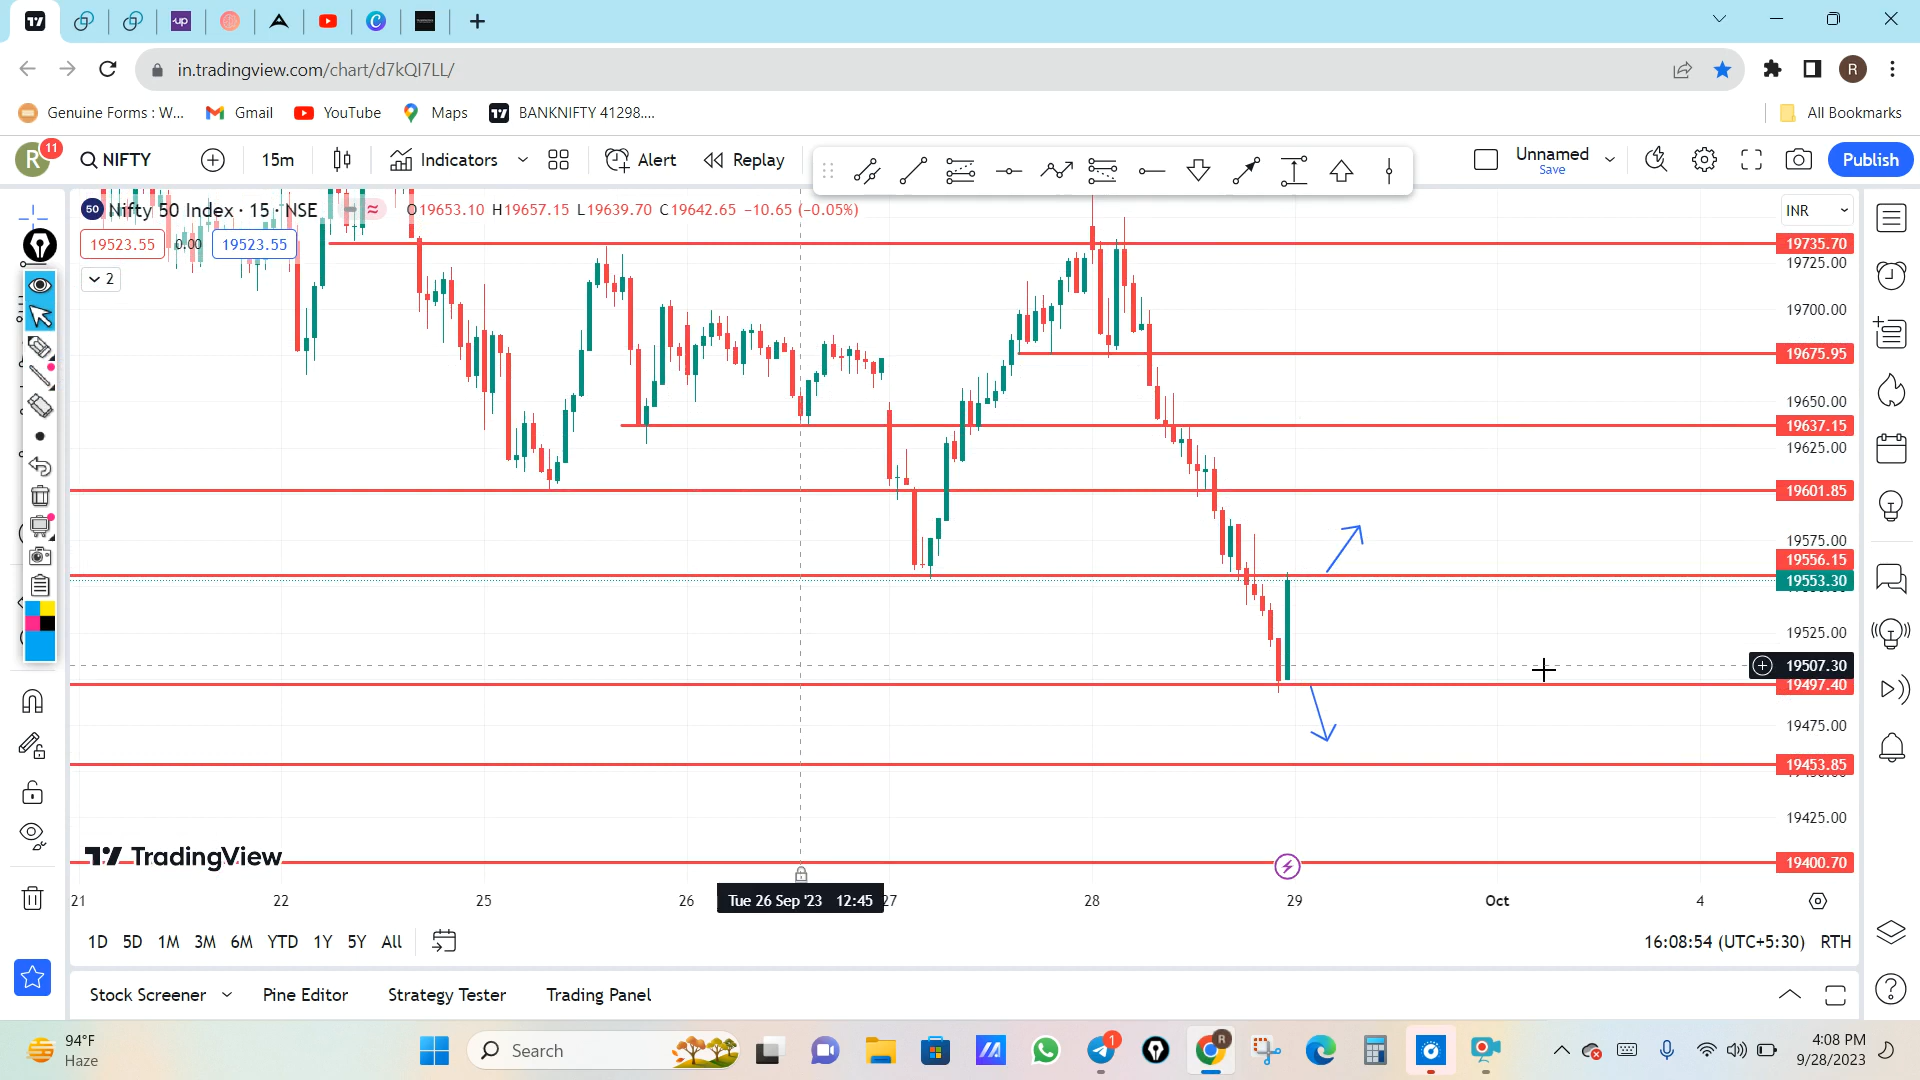 up
in.tradingview.com/chart/d7kQI7LL/
R
Genuine Forms : W...
Gmail
YouTube
Maps
BANKNIFTY 41298....
All Bookmarks
R
11
NIFTY
15m
Indicators
Alert
Replay
Unnamed
Save
Publish
50
Nifty 50 Index · 15 · NSE
O19653.10 H19657.15 L19639.70 C19642.65 −10.65 (−0.05%)
INR
19523.55
0.00
19523.55
2
19735.70
19725.00
19700.00
19675.95
19650.00
19637.15
19625.00
19601.85
19575.00
19556.15
19553.30
19525.00
19507.30
19497.40
19475.00
19453.85
19425.00
19400.70
TradingView
21
22
25
26
Tue 26 Sep '23 12:45
27
28
29
Oct
4
1D 5D 1M 3M 6M YTD 1Y 5Y All
16:08:54 (UTC+5:30) RTH
Stock Screener
Pine Editor
Strategy Tester
Trading Panel
94°F
Haze
Search
1
R
4:08 PM
9/28/2023